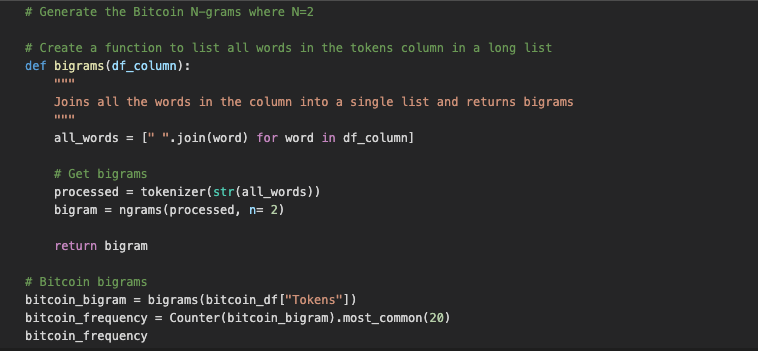 # Generate the Bitcoin N-grams where N=2
# Create a function to list all words in the tokens column in a long list
def bigrams(df_column):
    """
    Joins all the words in the column into a single list and returns bigrams
    """
    all_words = [" ".join(word) for word in df_column]
    # Get bigrams
    processed = tokenizer(str(all_words))
    bigram = ngrams(processed, n= 2)
    return bigram
# Bitcoin bigrams
bitcoin_bigram = bigrams(bitcoin_df["Tokens"])
bitcoin_frequency = Counter(bitcoin_bigram).most_common(20)
bitcoin_frequency